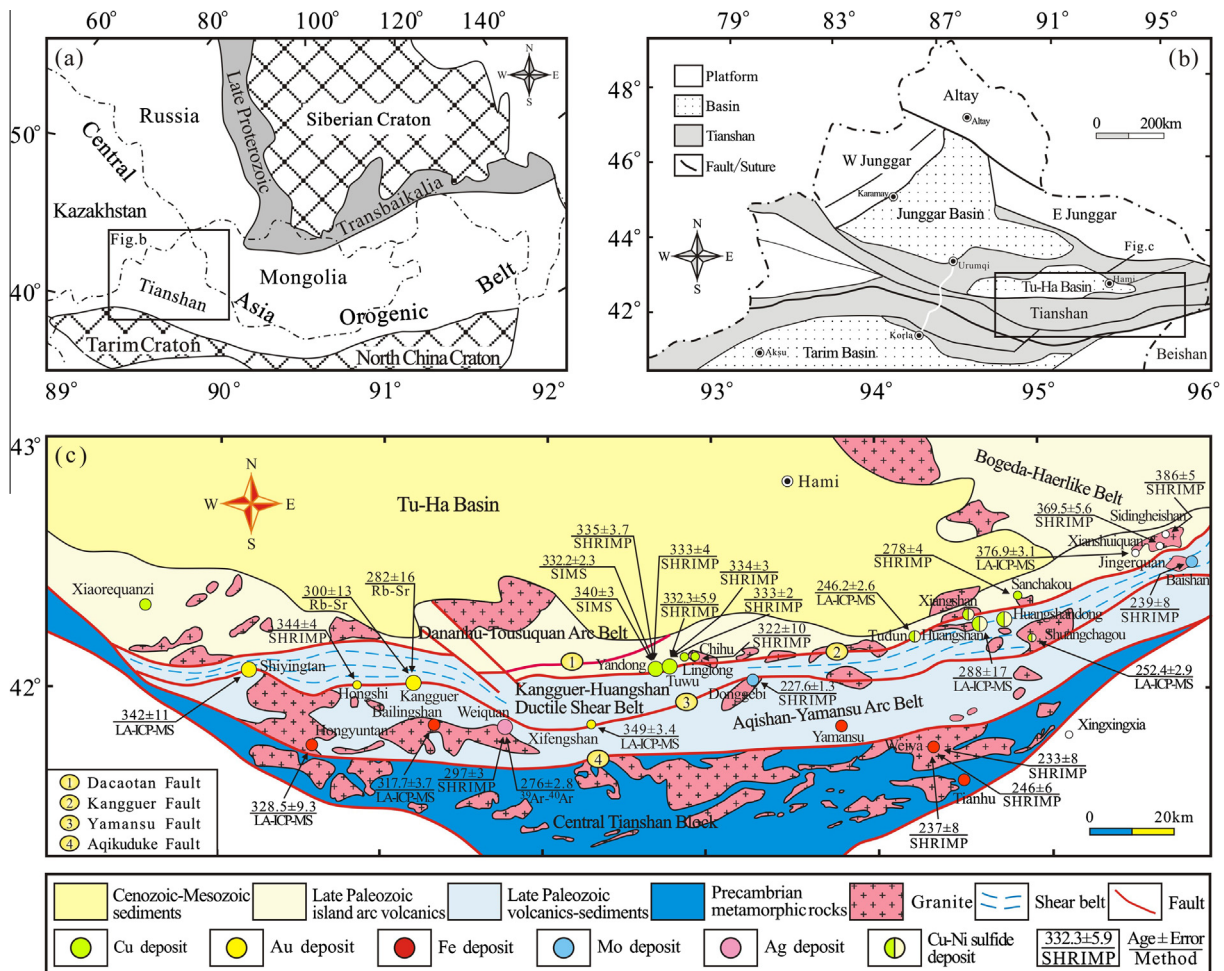 60° 80° 100° 120° 140°
(a)
N
W E
S
50°
40°
Russia
Late Proterozoic
Siberian Craton
Central
Kazakhstan
Transbaikalia
Fig.b
Mongolia
Tianshan
Asia
Orogenic
Belt
Tarim Craton
North China Craton
79° 83° 87° 91° 95°
(b)
48°
46°
44°
42°
Platform
Basin
Tianshan
Fault/Suture
Altay
Altay
0 200km
W Junggar
Karamay
Junggar Basin
E Junggar
N
W E
S
Urumqi
Fig.c
Hami
Tu-Ha Basin
Tianshan
Korla
Aksu
Tarim Basin
Beishan
89° 90° 91° 92° 93° 94° 95° 96°
43°
42°
(c)
N
W E
S
Tu-Ha Basin
Hami
Bogeda-Haerlike Belt
386±5
SHRIMP
369.5±5.6
SHRIMP
Sidingheishan
Xianshuiquan
376.9±3.1
LA-ICP-MS
Jingerquan
Baishan
239±8
SHRIMP
278±4
SHRIMP
Sanchakou
335±3.7
SHRIMP
332.2±2.3
SIMS
340±3
SIMS
333±4
SHRIMP
334±3
SHRIMP
333±2
SHRIMP
332.3±5.9
SHRIMP
322±10
SHRIMP
246.2±2.6
LA-ICP-MS
Xiangshan
Huangshandong
Huangshan
Tudun
Shuangchagou
288±17
LA-ICP-MS
252.4±2.9
LA-ICP-MS
Xiaorequanzi
300±13
Rb-Sr
282±16
Rb-Sr
344±4
SHRIMP
Dananhu-Tousuquan Arc Belt
1
2
3
4
Yandong
Tuwu
Chihu
Linglong
Shiyingtan
Hongshi
Kangguer
Kangguer-Huangshan
Ductile Shear Belt
Donggebi
227.6±1.3
SHRIMP
Aqishan-Yamansu Arc Belt
342±11
LA-ICP-MS
Bailingshan
Weiquan
Hongyuntan
Xifengshan
349±3.4
LA-ICP-MS
Yamansu
Weiya
Xingxingxia
328.5±9.3
LA-ICP-MS
317.7±3.7
LA-ICP-MS
297±3
SHRIMP
276±2.8
³⁹Ar-⁴⁰Ar
233±8
SHRIMP
246±6
SHRIMP
237±8
SHRIMP
Tianhu
Central Tianshan Block
1 Dacaotan Fault
2 Kangguer Fault
3 Yamansu Fault
4 Aqikuduke Fault
0 20km
Cenozoic-Mesozoic
sediments
Late Paleozoic
island arc volcanics
Late Paleozoic
volcanics-sediments
Precambrian
metamorphic rocks
Granite
Shear belt
Fault
Cu deposit
Au deposit
Fe deposit
Mo deposit
Ag deposit
Cu-Ni sulfide
deposit
332.3±5.9
SHRIMP
Age ± Error
Method